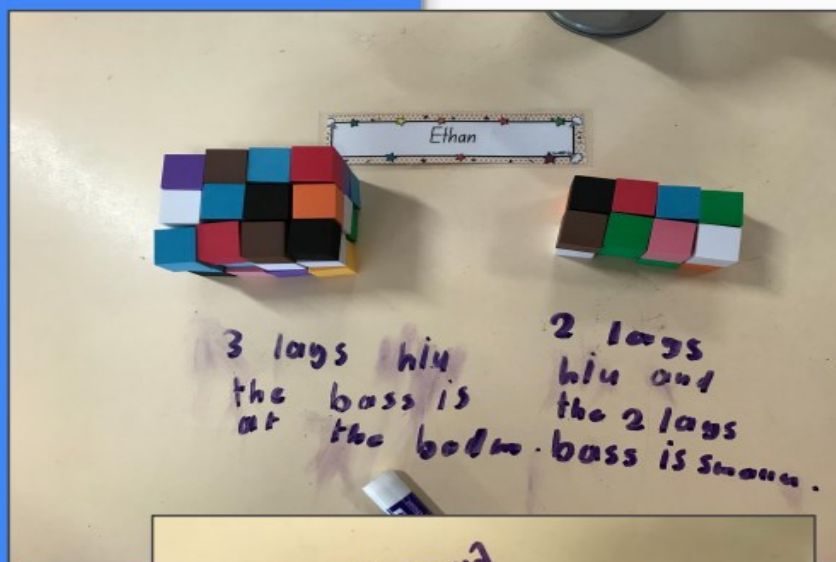 Ethan
3 lays hiu
the bass is
at the bodm.
2 lays
hiu and
the 2 lays
bass is smaun.